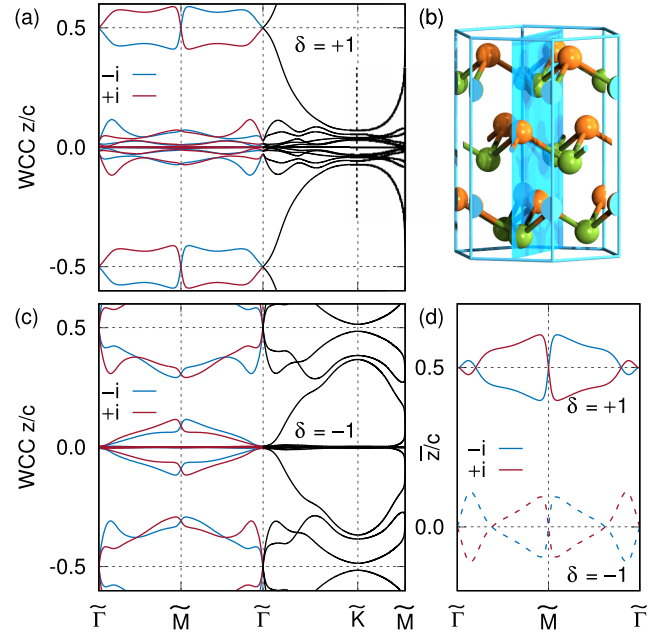 (a)
0.5
0.0
-0.5
WCC z/c
−i
+i
δ = +1
(b)
(c)
0.5
0.0
-0.5
WCC z/c
−i
+i
δ = −1
Γ̃ M̃ Γ̃ K̃ M̃
(d)
0.5
0.0
z̄/c
δ = +1
−i
+i
δ = −1
Γ̃ M̃ Γ̃